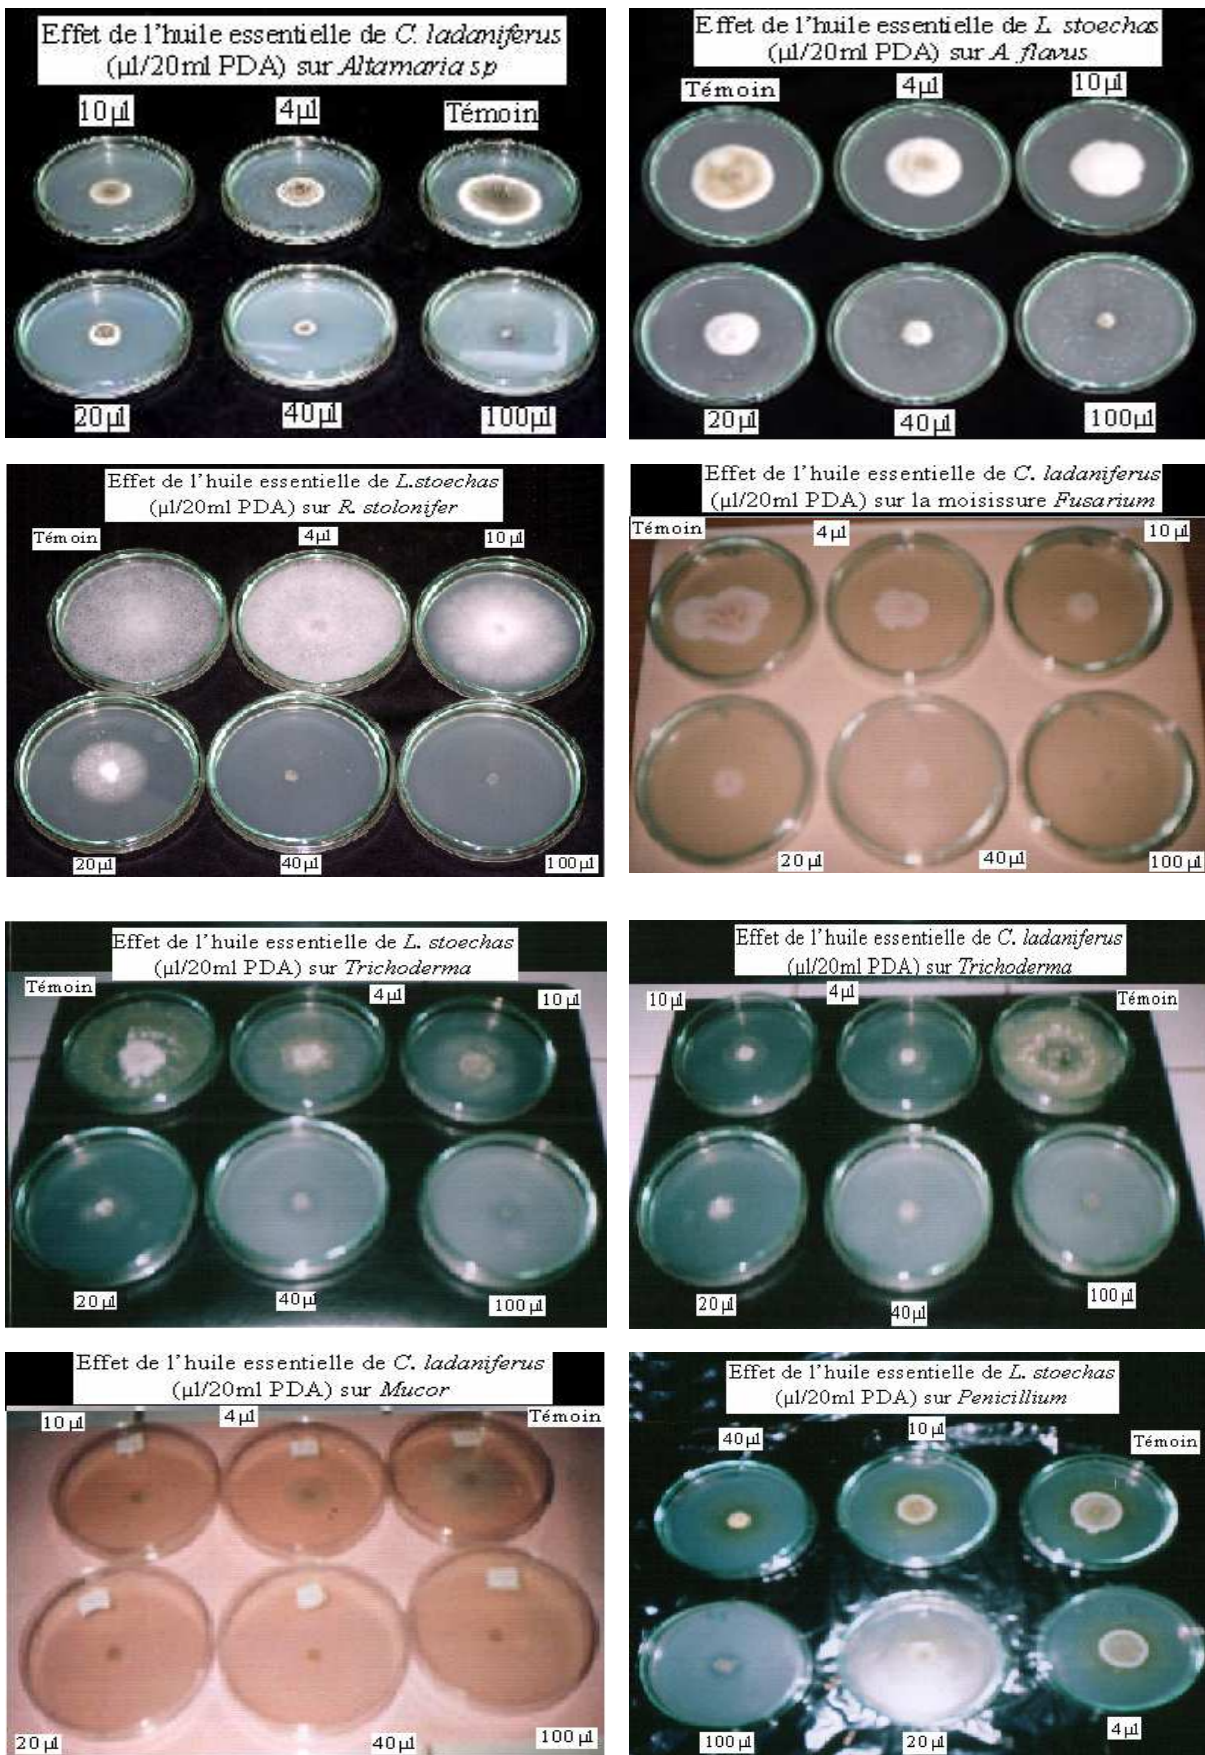 Effet de l'huile essentielle de C. ladaniferus
(µl/20ml PDA) sur Altamaria sp
10µl 4µl Témoin
20µl 40µl 100µl
Effet de l'huile essentielle de L. stoechas
(µl/20ml PDA) sur A. flavus
Témoin 4µl 10µl
20µl 40µl 100µl
Effet de l'huile essentielle de L.stoechas
(µl/20ml PDA) sur R. stolonifer
Témoin 4µl 10µl
20µl 40µl 100µl
Effet de l'huile essentielle de C. ladaniferus
(µl/20ml PDA) sur la moisissure Fusarium
Témoin 4µl 10µl
20µl 40µl 100µl
Effet de l'huile essentielle de L. stoechas
(µl/20ml PDA) sur Trichoderma
Témoin 4µl 10µl
20µl 40µl 100µl
Effet de l'huile essentielle de C. ladaniferus
(µl/20ml PDA) sur Trichoderma
10µl 4µl Témoin
20µl 40µl 100µl
Effet de l'huile essentielle de C. ladaniferus
(µl/20ml PDA) sur Mucor
10µl 4µl Témoin
20µl 40µl 100µl
Effet de l'huile essentielle de L. stoechas
(µl/20ml PDA) sur Penicillium
40µl 10µl Témoin
100µl 20µl 4µl